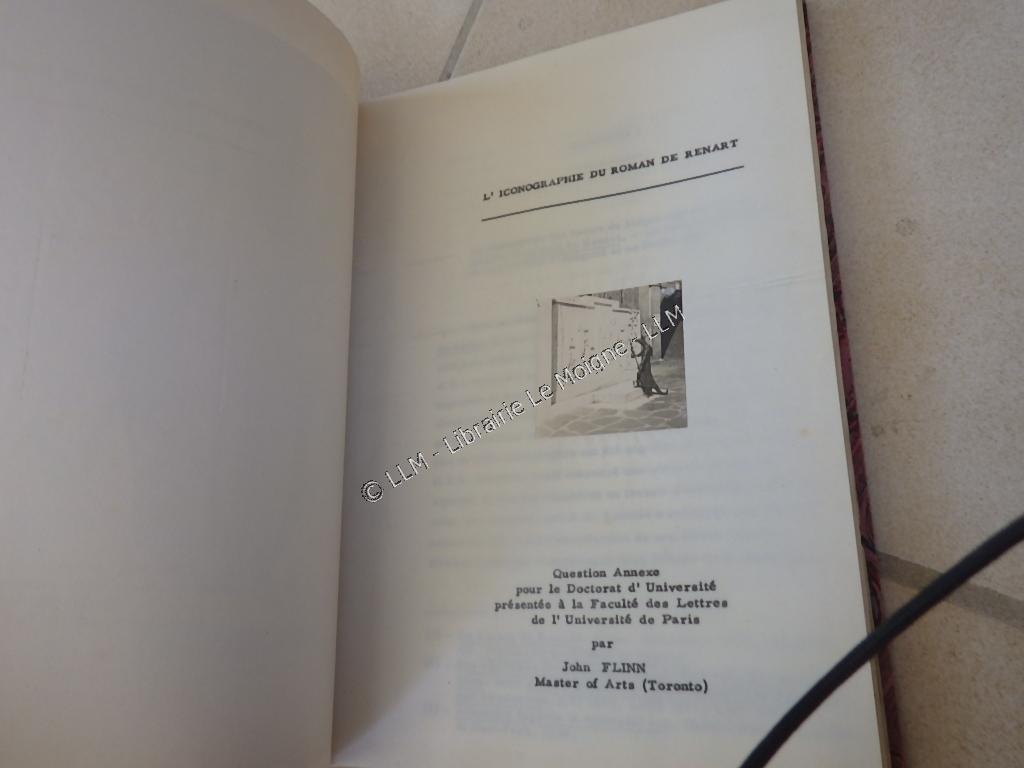 L' ICONOGRAPHIE DU ROMAN DE RENART
© LLM - Librairie Le Moigne - LLM
Question Annexe
pour le Doctorat d' Université
présentée à la Faculté des Lettres
de l' Université de Paris
par
John FLINN
Master of Arts (Toronto)